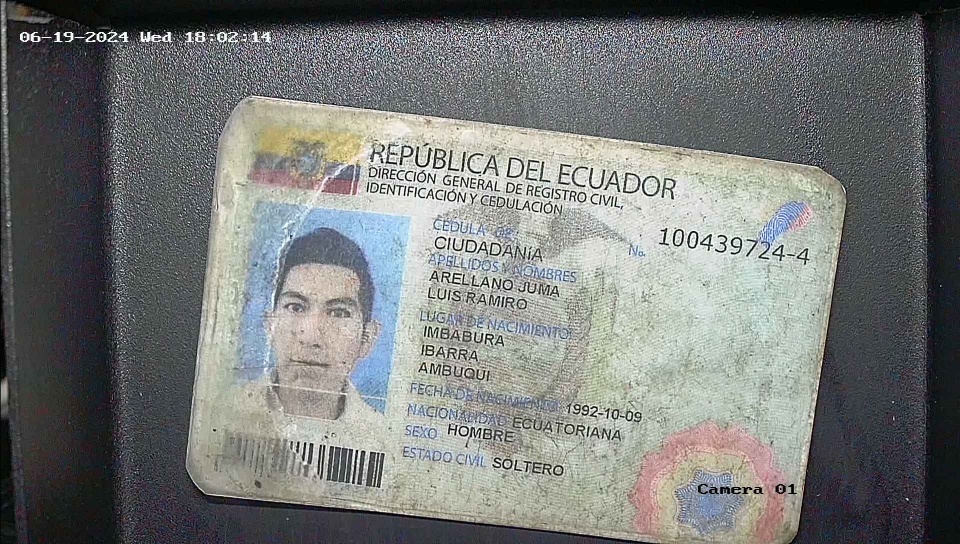 06-19-2024 Wed 18:02:14
REPÚBLICA DEL ECUADOR
DIRECCIÓN GENERAL DE REGISTRO CIVIL,
IDENTIFICACIÓN Y CEDULACIÓN
CÉDULA DE
CIUDADANÍA
No. 100439724-4
APELLIDOS Y NOMBRES
ARELLANO JUMA
LUIS RAMIRO
LUGAR DE NACIMIENTO
IMBABURA
IBARRA
AMBUQUI
FECHA DE NACIMIENTO 1992-10-09
NACIONALIDAD ECUATORIANA
SEXO HOMBRE
ESTADO CIVIL SOLTERO
Camera 01